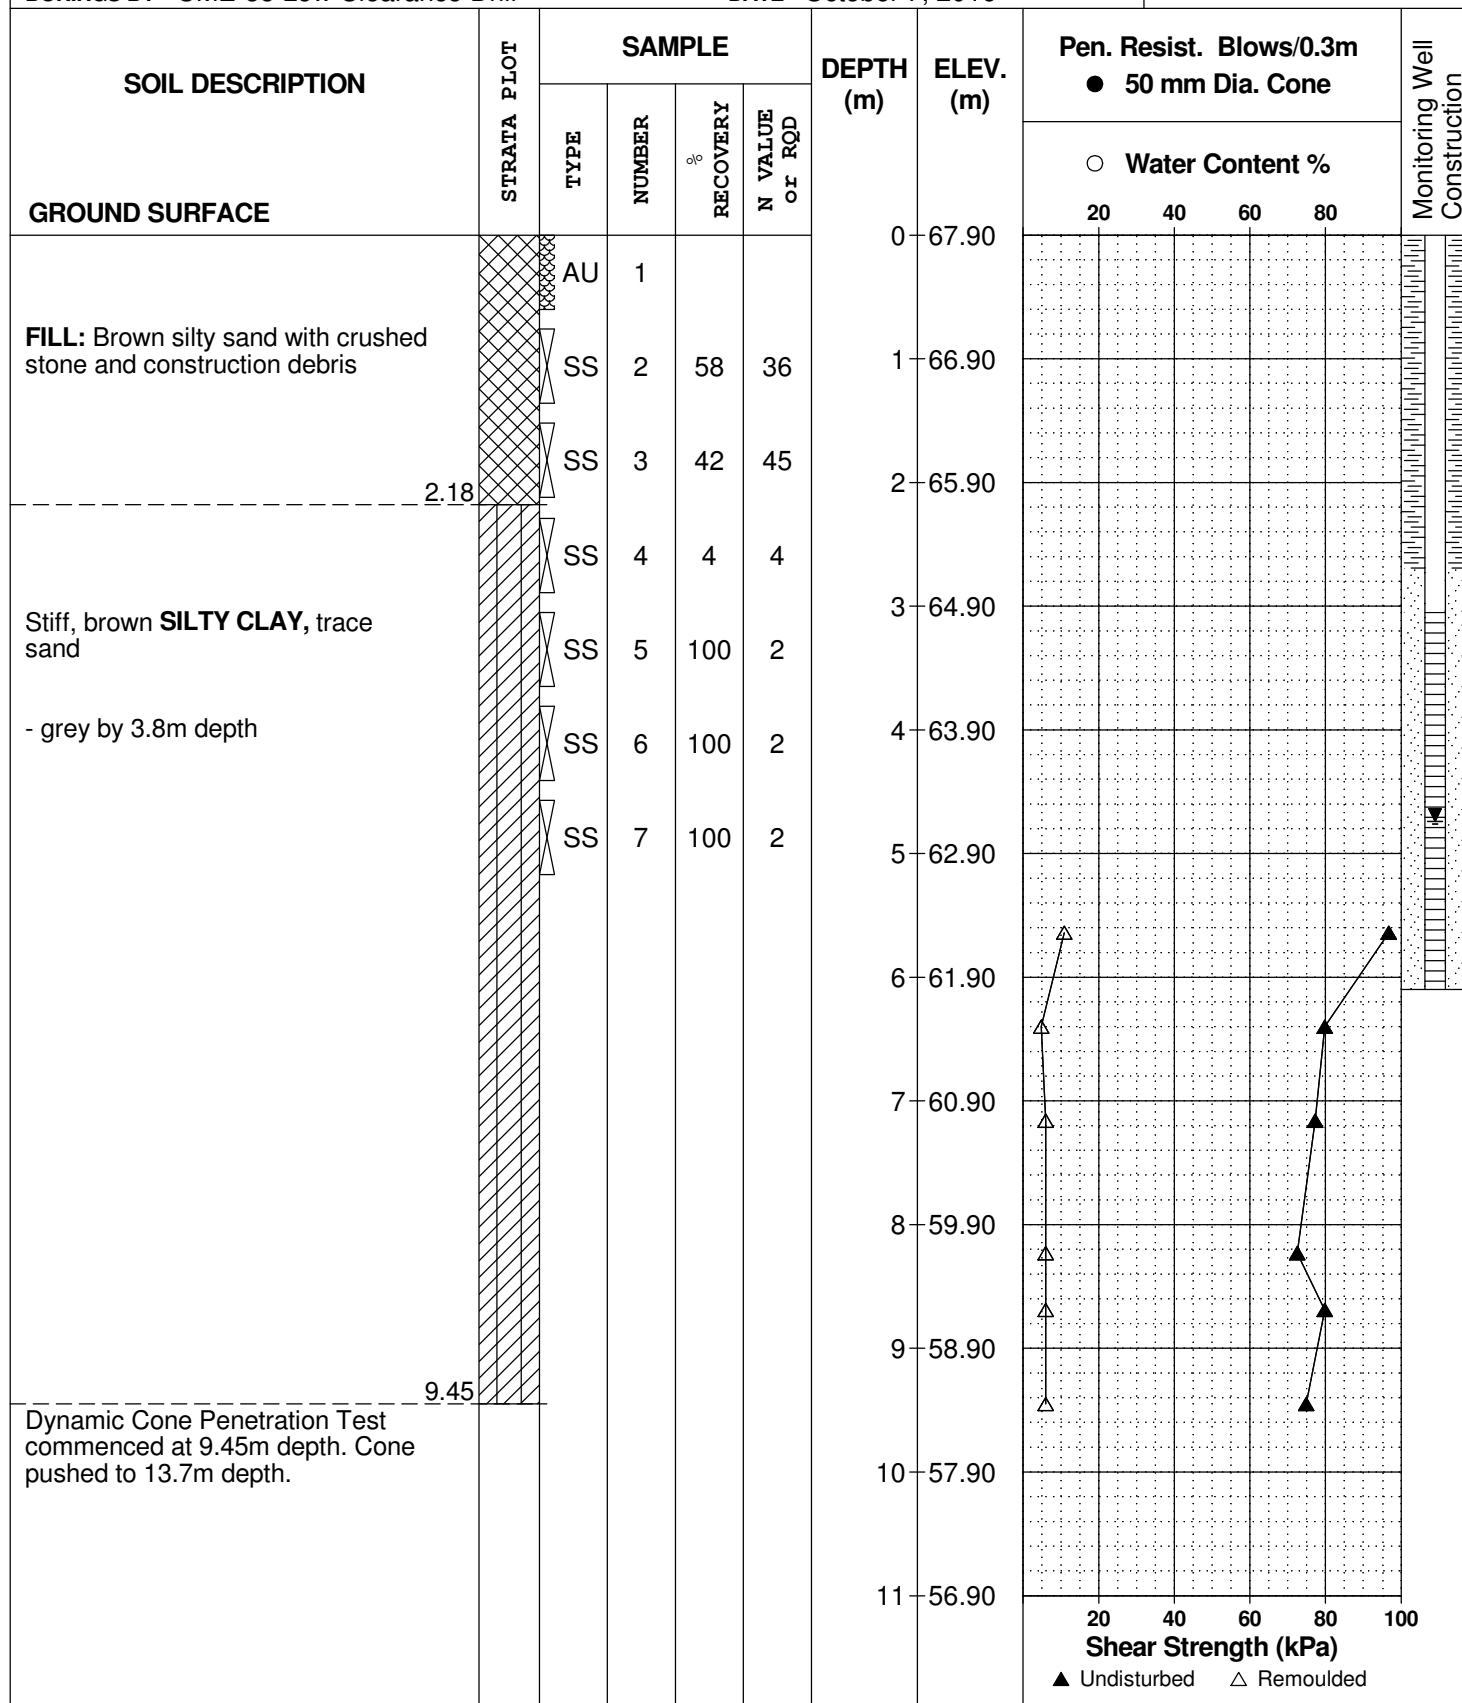 SOIL DESCRIPTION
GROUND SURFACE
STRATA PLOT
SAMPLE
TYPE
NUMBER
%
RECOVERY
N VALUE
or RQD
DEPTH
(m)
ELEV.
(m)
Pen. Resist. Blows/0.3m
● 50 mm Dia. Cone
○ Water Content %
20 40 60 80
Monitoring Well
Construction
0 67.90
AU 1
FILL: Brown silty sand with crushed
stone and construction debris
SS 2 58 36
1 66.90
SS 3 42 45
2 65.90
2.18
SS 4 4 4
3 64.90
Stiff, brown SILTY CLAY, trace
sand
SS 5 100 2
- grey by 3.8m depth
SS 6 100 2
4 63.90
SS 7 100 2
5 62.90
6 61.90
7 60.90
8 59.90
9 58.90
9.45
Dynamic Cone Penetration Test
commenced at 9.45m depth. Cone
pushed to 13.7m depth.
10 57.90
11 56.90
20 40 60 80 100
Shear Strength (kPa)
▲ Undisturbed △ Remoulded